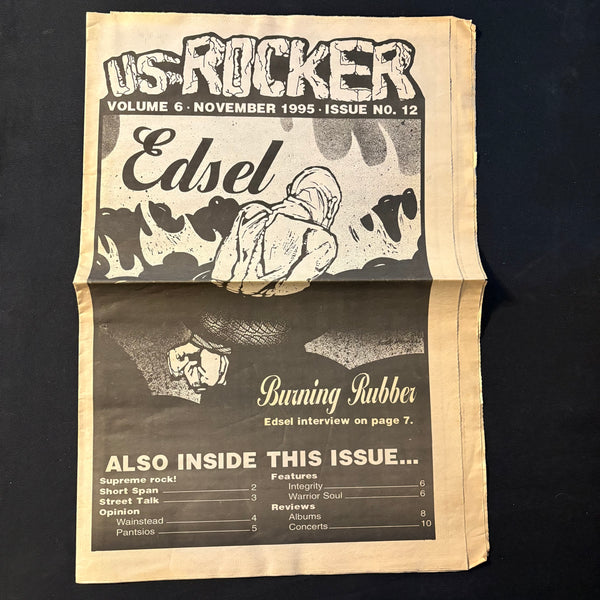 US ROCKER
VOLUME 6 · NOVEMBER 1995 · ISSUE NO. 12
Edsel
Burning Rubber
Edsel interview on page 7.
ALSO INSIDE THIS ISSUE...
Supreme rock!
Short Span 2
Street Talk 3
Opinion
Wainstead 4
Pantsios 5
Features
Integrity 6
Warrior Soul 6
Reviews
Albums 8
Concerts 10